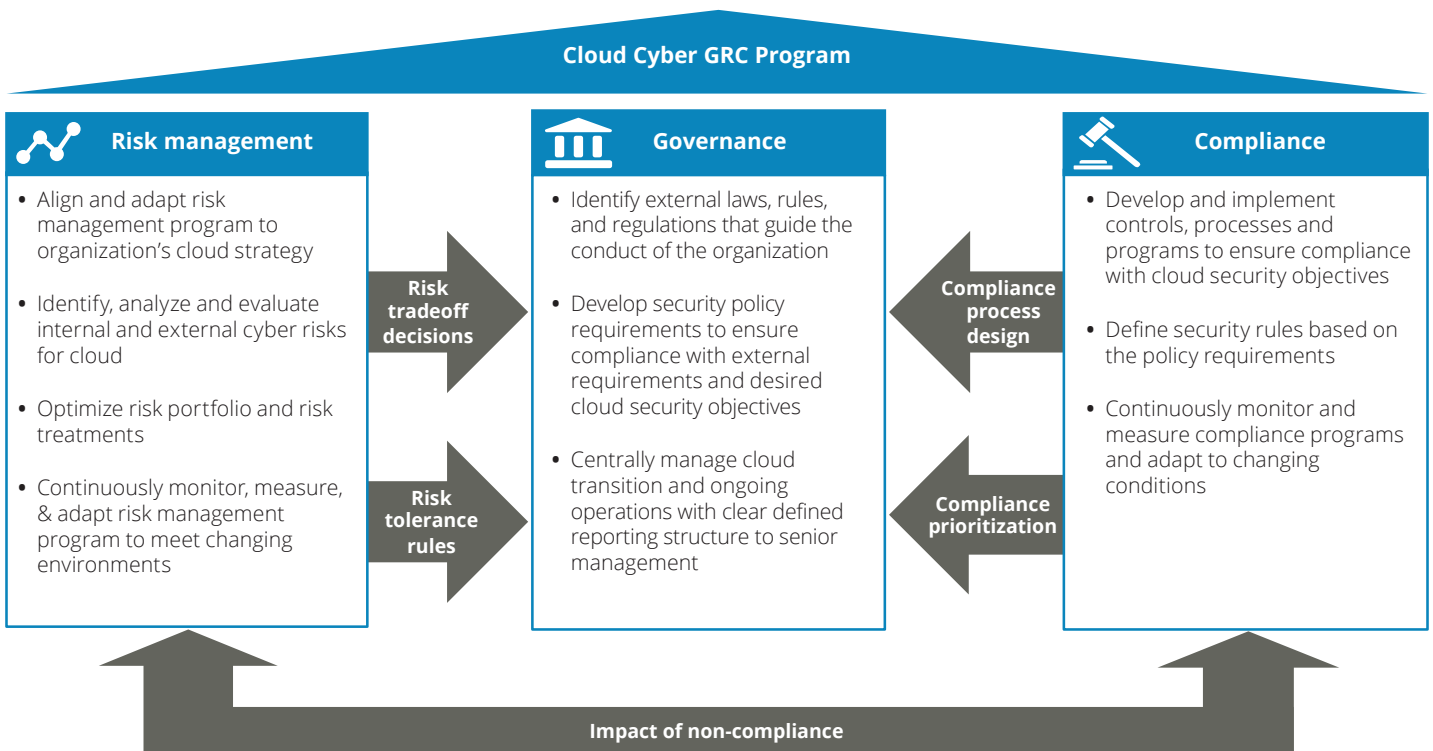 Cloud Cyber GRC Program
Risk management
• Align and adapt risk
management program to
organization’s cloud strategy
• Identify, analyze and evaluate
internal and external cyber risks
for cloud
• Optimize risk portfolio and risk
treatments
• Continuously monitor, measure,
& adapt risk management
program to meet changing
environments
Risk
tradeoff
decisions
Risk
tolerance
rules
Governance
• Identify external laws, rules,
and regulations that guide the
conduct of the organization
• Develop security policy
requirements to ensure
compliance with external
requirements and desired
cloud security objectives
• Centrally manage cloud
transition and ongoing
operations with clear defined
reporting structure to senior
management
Compliance
process
design
Compliance
prioritization
Compliance
• Develop and implement
controls, processes and
programs to ensure compliance
with cloud security objectives
• Define security rules based on
the policy requirements
• Continuously monitor and
measure compliance programs
and adapt to changing
conditions
Impact of non-compliance